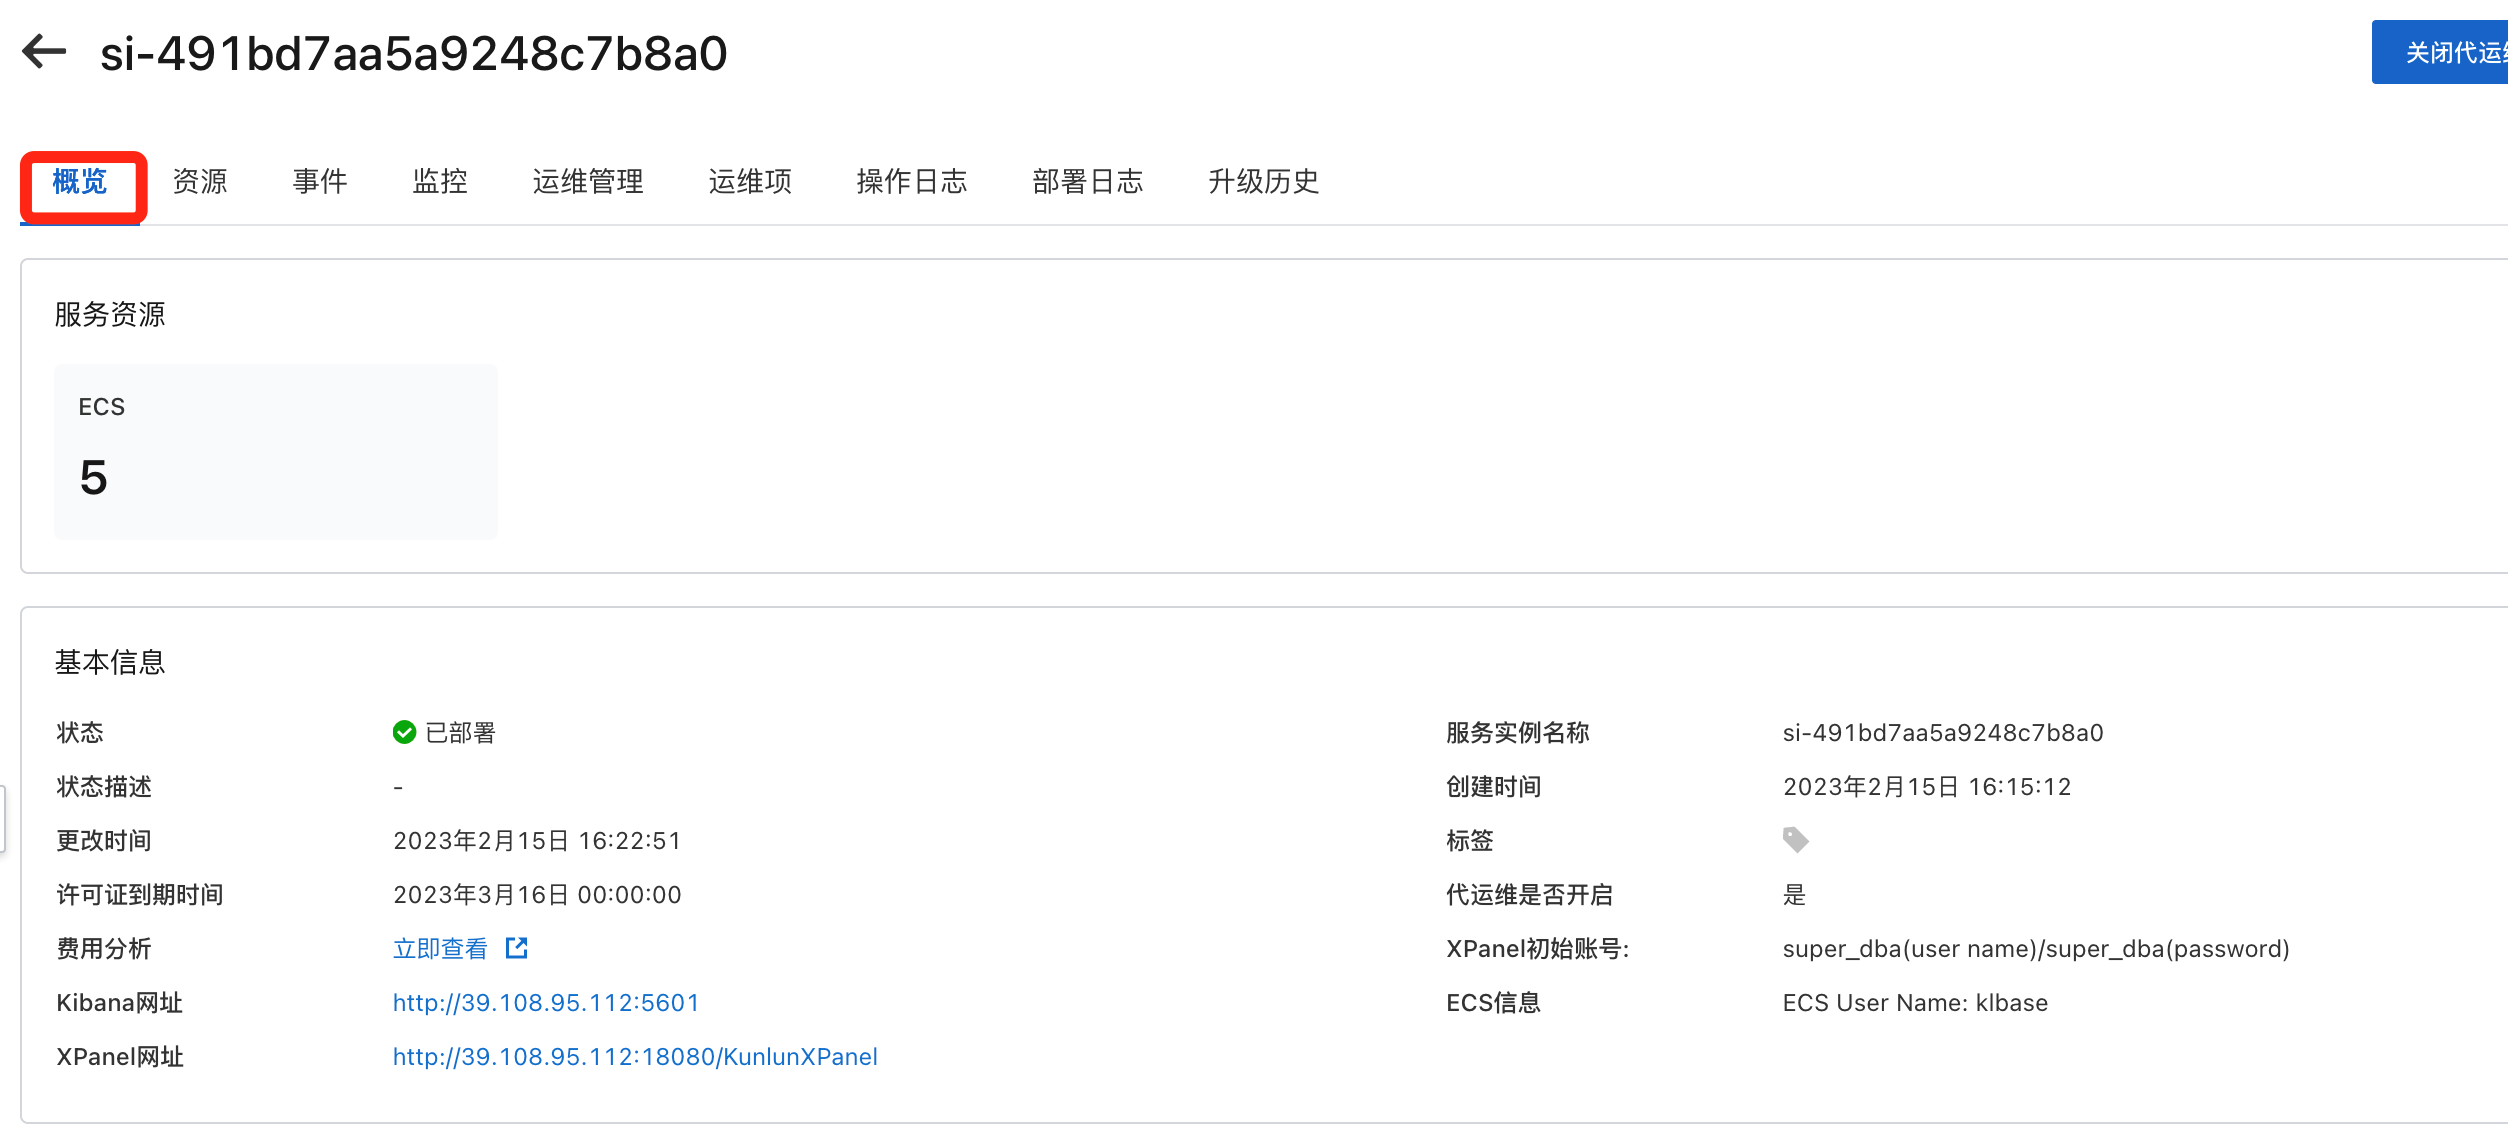 si-491bd7aa5a9248c7b8a0
关闭代运
概览 资源 事件 监控 运维管理 运维项 操作日志 部署日志 升级历史
服务资源
ECS
5
基本信息
状态 已部署 服务实例名称 si-491bd7aa5a9248c7b8a0
状态描述 - 创建时间 2023年2月15日 16:15:12
更改时间 2023年2月15日 16:22:51 标签
许可证到期时间 2023年3月16日 00:00:00 代运维是否开启 是
费用分析 立即查看 XPanel初始账号: super_dba(user name)/super_dba(password)
Kibana网址 http://39.108.95.112:5601 ECS信息 ECS User Name: klbase
XPanel网址 http://39.108.95.112:18080/KunlunXPanel